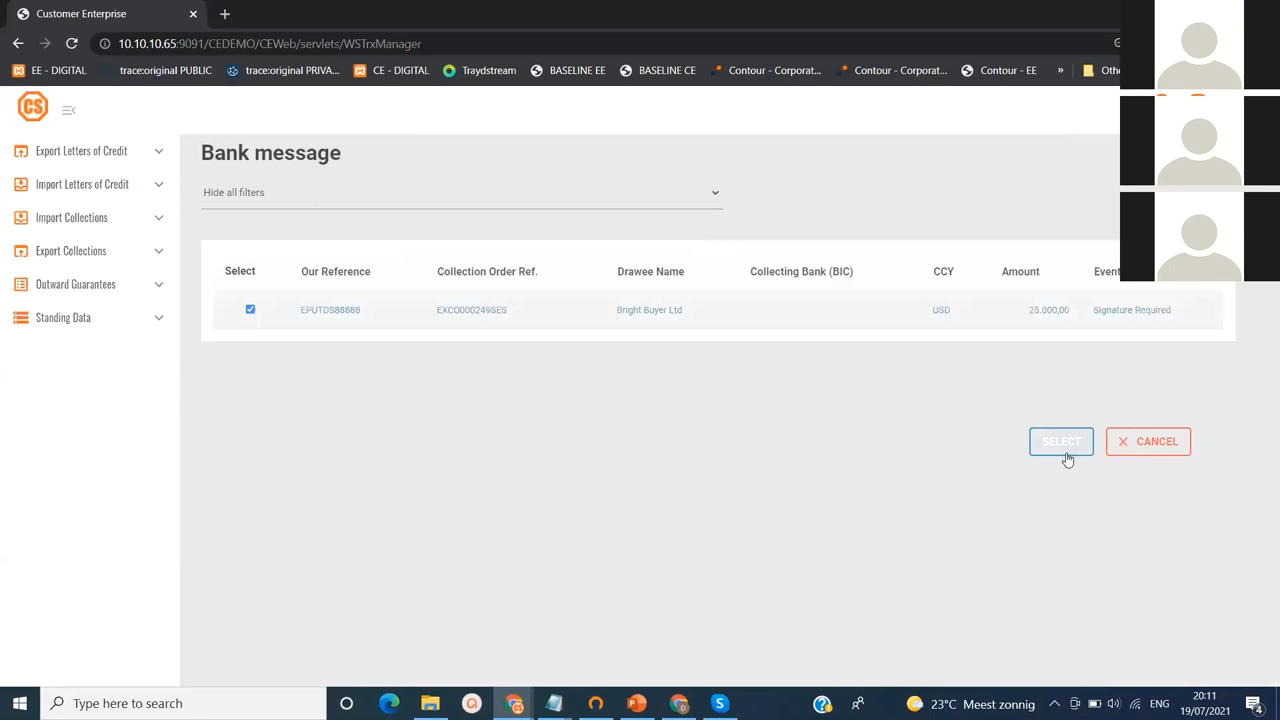 Customer Enterprise
10.10.10.65:9091/CEDEMO/CEWeb/servlets/WSTrxManager
EE - DIGITAL
trace:original PUBLIC
trace:original PRIVA...
CE - DIGITAL
Traydstream
BASELINE EE
BASELINE CE
Contour - Corporat...
Contour - Corporat...
Contour - EE
»
CS
Export Letters of Credit
Import Letters of Credit
Import Collections
Export Collections
Outward Guarantees
Standing Data
Bank message
Hide all filters
Select Our Reference Collection Order Ref. Drawee Name Collecting Bank (BIC) CCY Amount
EPUTDS88688 EXCO000249SES Bright Buyer Ltd USD 25.000,00 Signature Required
SELECT
CANCEL
Type here to search
23°C Meest zonnig
ENG
20:11
19/07/2021
4